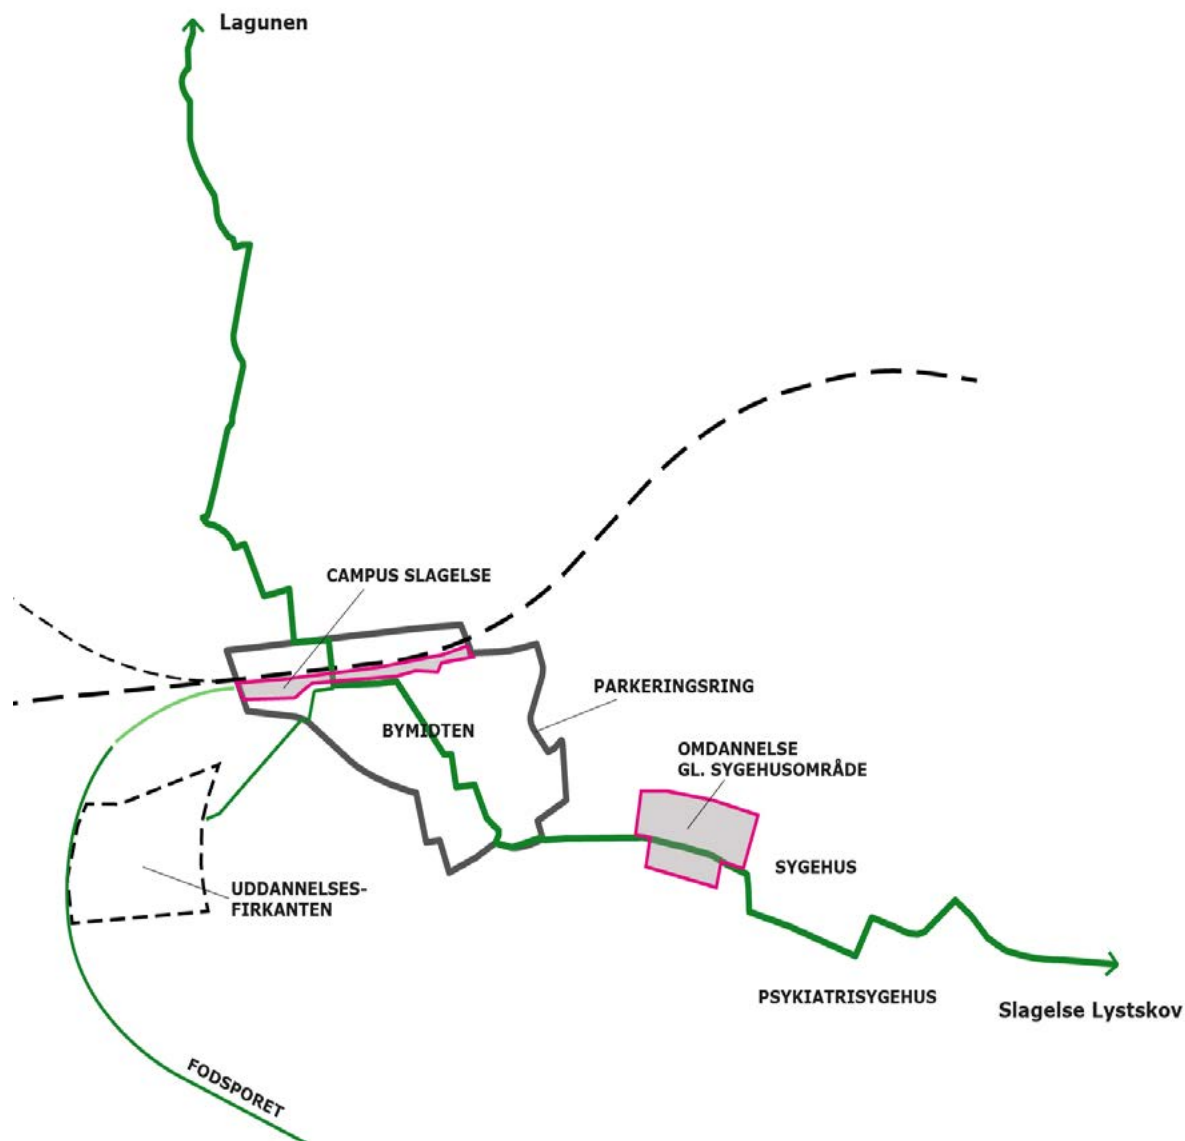 Lagunen
CAMPUS SLAGELSE
PARKERINGSRING
BYMIDTEN
OMDANNELSE
GL. SYGEHUSOMRÅDE
SYGEHUS
UDDANNELSES-
FIRKANTEN
PSYKIATRISYGEHUS
Slagelse Lystskov
FODSPORET